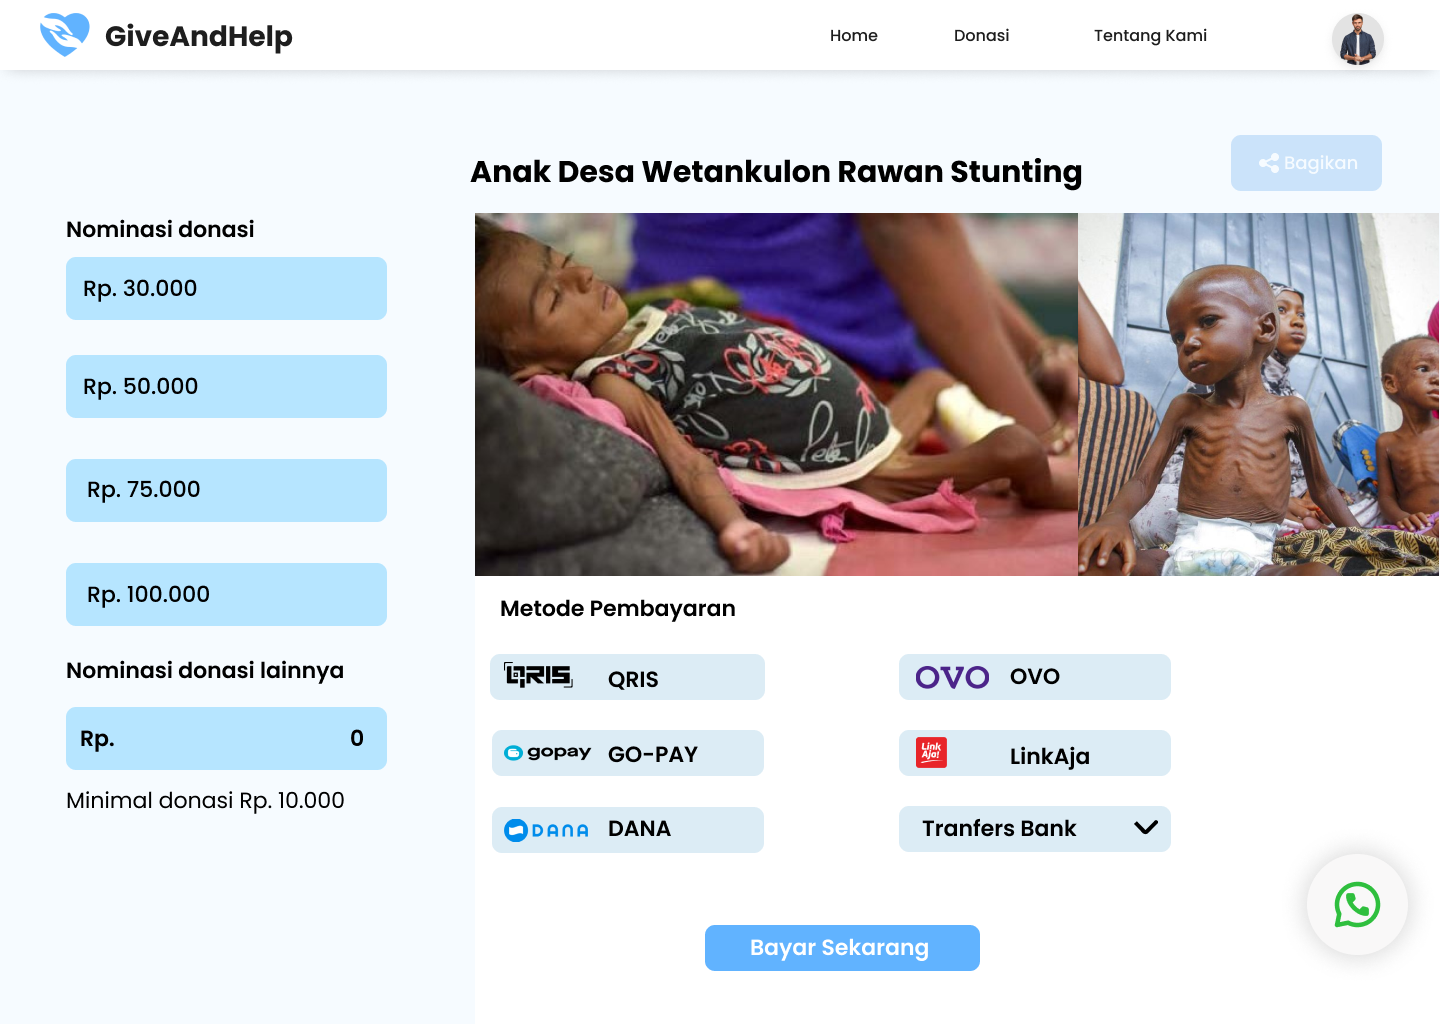 GiveAndHelp
Home
Donasi
Tentang Kami
Anak Desa Wetankulon Rawan Stunting
Bagikan
Nominasi donasi
Rp. 30.000
Rp. 50.000
Rp. 75.000
Rp. 100.000
Nominasi donasi lainnya
Rp. 0
Minimal donasi Rp. 10.000
Metode Pembayaran
QRIS QRIS
OVO OVO
gopay GO-PAY
Link Aja! LinkAja
DANA DANA
Tranfers Bank
Bayar Sekarang